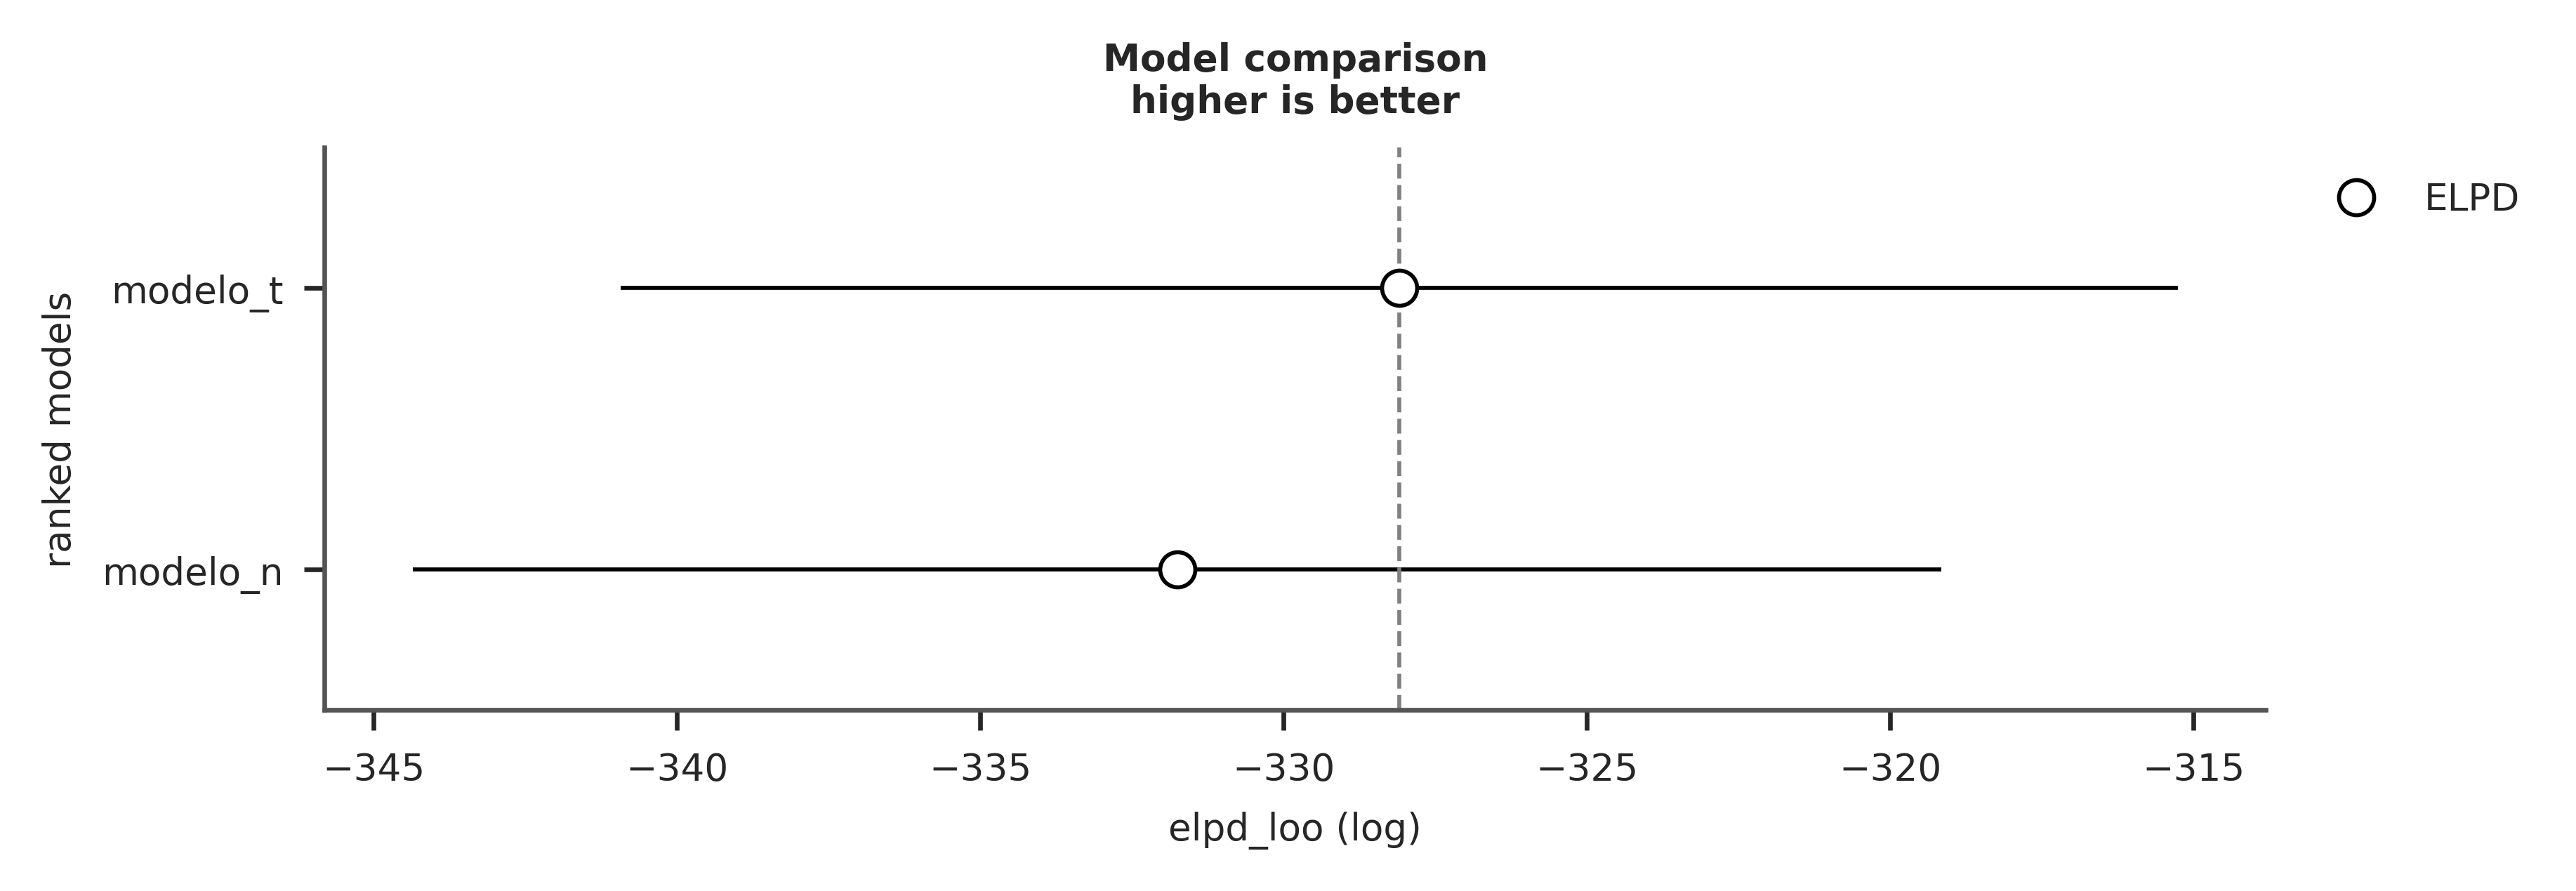 Model comparison
higher is better
ELPD
ranked models
modelo_t
modelo_n
−345 −340 −335 −330 −325 −320 −315
elpd_loo (log)